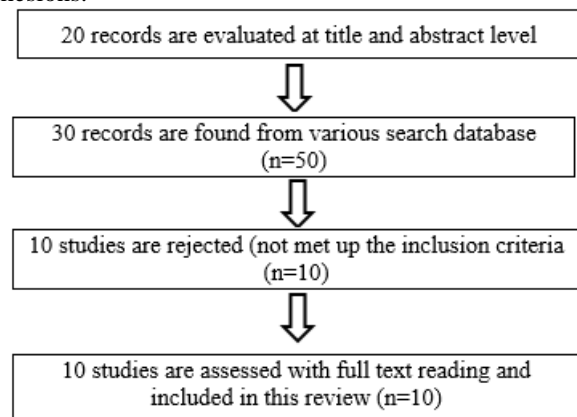 20 records are evaluated at title and abstract level
30 records are found from various search database
(n=50)
10 studies are rejected (not met up the inclusion criteria
(n=10)
10 studies are assessed with full text reading and
included in this review (n=10)